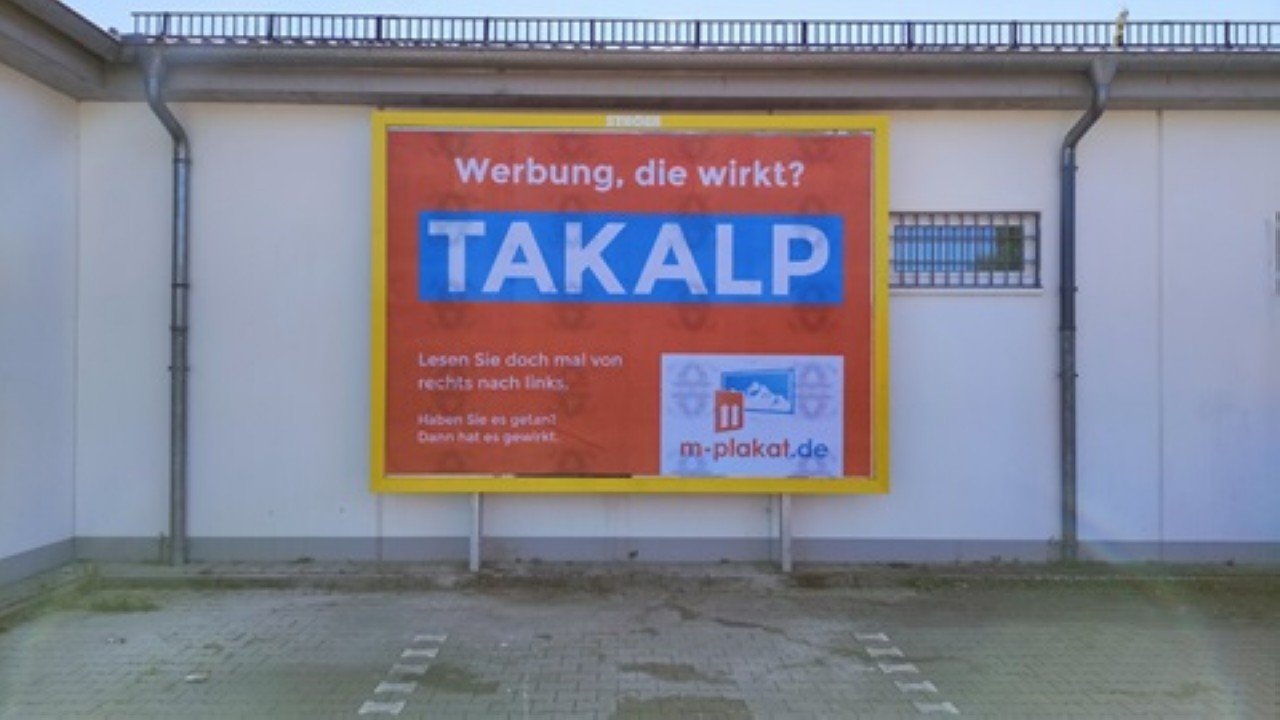 STRÖER
Werbung, die wirkt?
TAKALP
Lesen Sie doch mal von
rechts nach links.
Haben Sie es getan?
Dann hat es gewirkt.
m-plakat.de